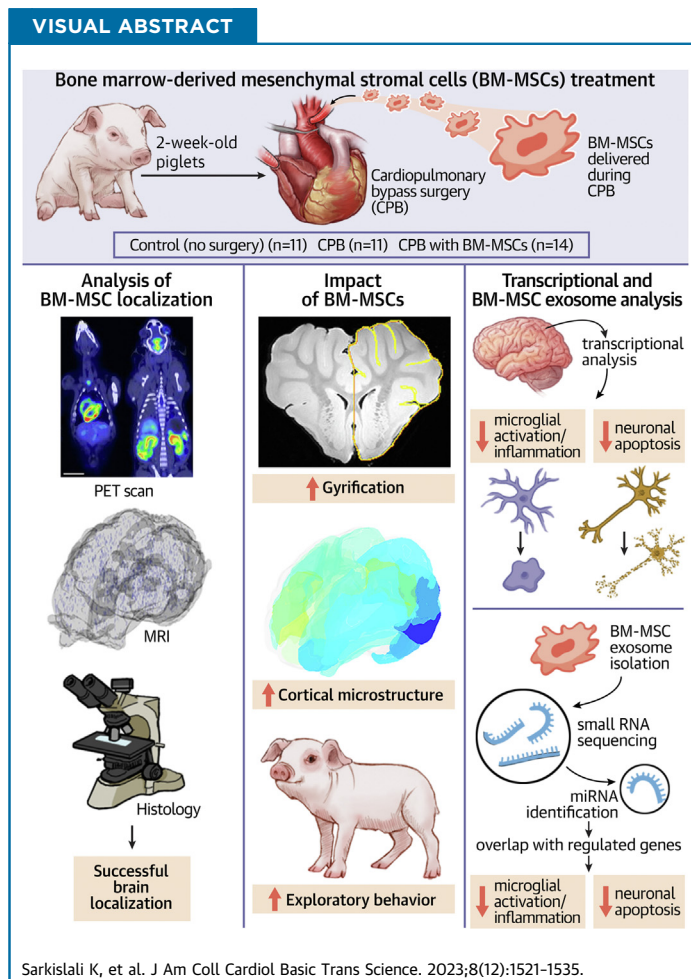 VISUAL ABSTRACT
Bone marrow-derived mesenchymal stromal cells (BM-MSCs) treatment
2-week-old
piglets
Cardiopulmonary
bypass surgery
(CPB)
BM-MSCs
delivered
during
CPB
Control (no surgery) (n=11) CPB (n=11) CPB with BM-MSCs (n=14)
Analysis of
BM-MSC localization
PET scan
MRI
Histology
Successful
brain
localization
Impact
of BM-MSCs
Gyrification
Cortical microstructure
Exploratory behavior
Transcriptional and
BM-MSC exosome analysis
transcriptional
analysis
microglial
activation/
inflammation
neuronal
apoptosis
BM-MSC
exosome
isolation
small RNA
sequencing
miRNA
identification
overlap with regulated genes
microglial
activation/
inflammation
neuronal
apoptosis
Sarkislali K, et al. J Am Coll Cardiol Basic Trans Science. 2023;8(12):1521-1535.